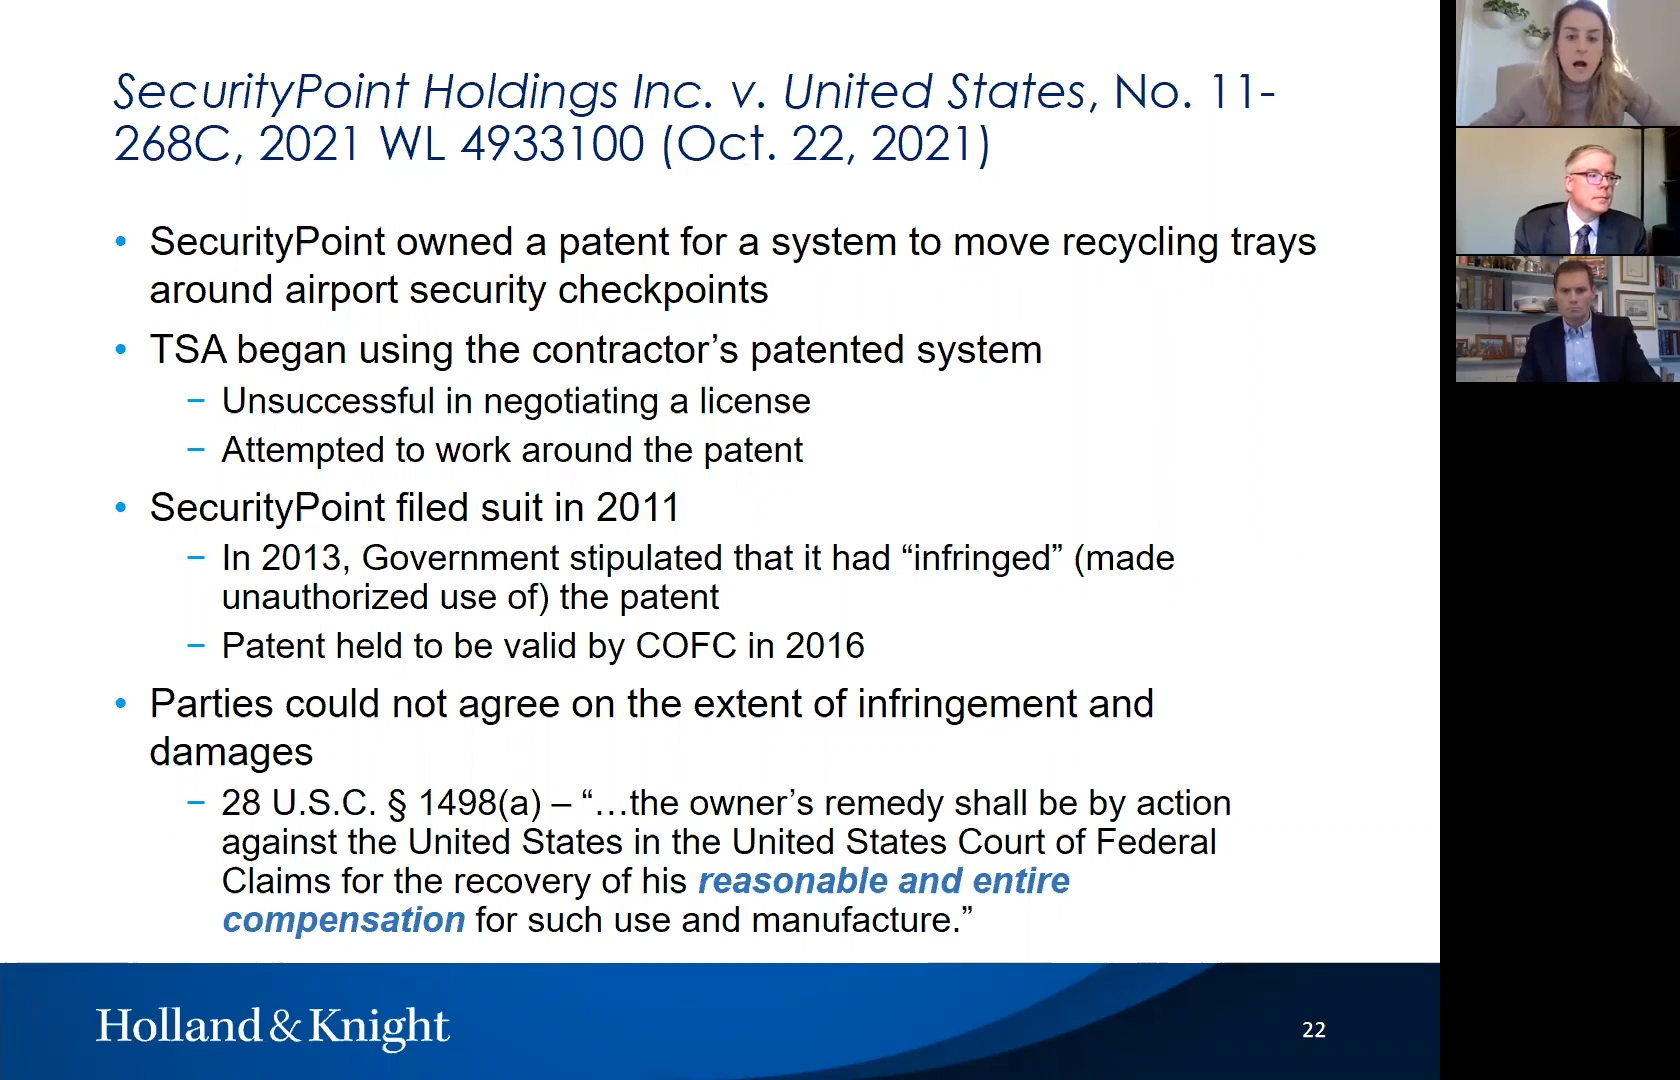 SecurityPoint Holdings Inc. v. United States, No. 11-
268C, 2021 WL 4933100 (Oct. 22, 2021)
• SecurityPoint owned a patent for a system to move recycling trays
around airport security checkpoints
• TSA began using the contractor’s patented system
− Unsuccessful in negotiating a license
− Attempted to work around the patent
• SecurityPoint filed suit in 2011
− In 2013, Government stipulated that it had “infringed” (made
unauthorized use of) the patent
− Patent held to be valid by COFC in 2016
• Parties could not agree on the extent of infringement and
damages
− 28 U.S.C. § 1498(a) – “…the owner’s remedy shall be by action
against the United States in the United States Court of Federal
Claims for the recovery of his reasonable and entire
compensation for such use and manufacture.”
Holland & Knight
22